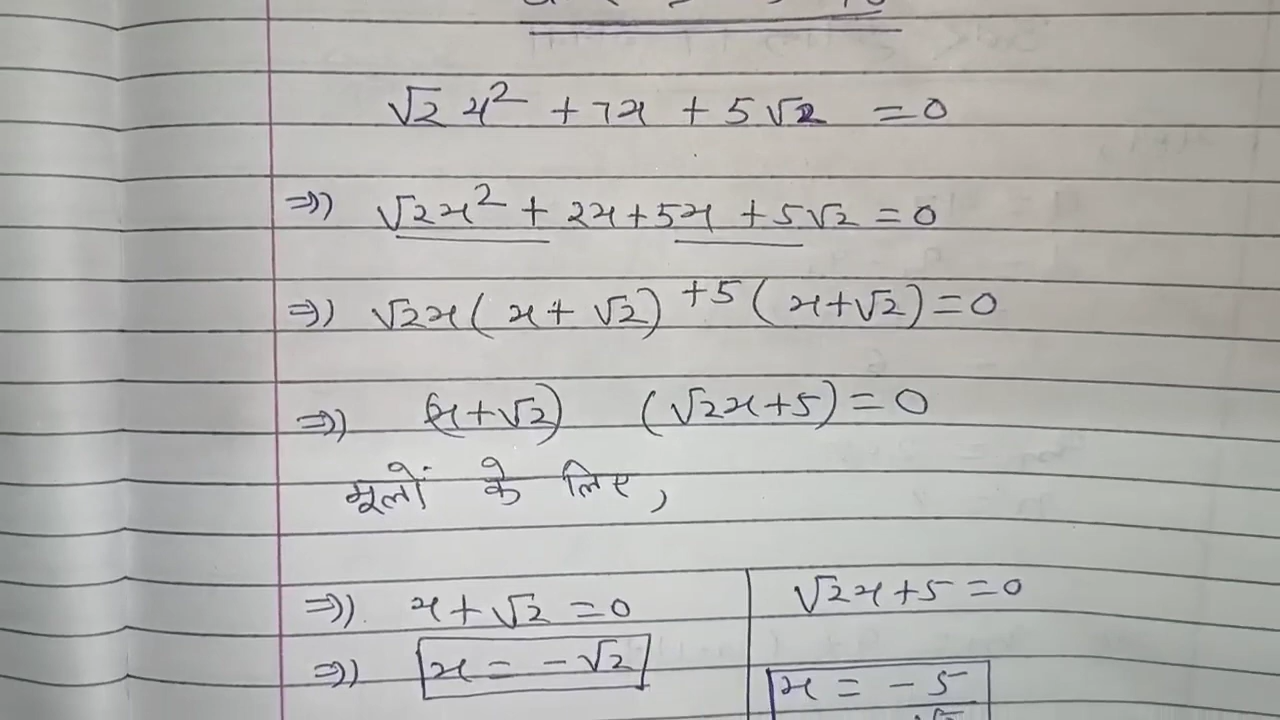 √2 x² + 7x + 5√2 = 0
⇒) √2x² + 2x + 5x + 5√2 = 0
⇒) √2x (x + √2) + 5 (x + √2) = 0
⇒) (x + √2) (√2x + 5) = 0
मूलों के लिए,
⇒) x + √2 = 0
⇒) x = -√2
√2x + 5 = 0
x = -5/√2